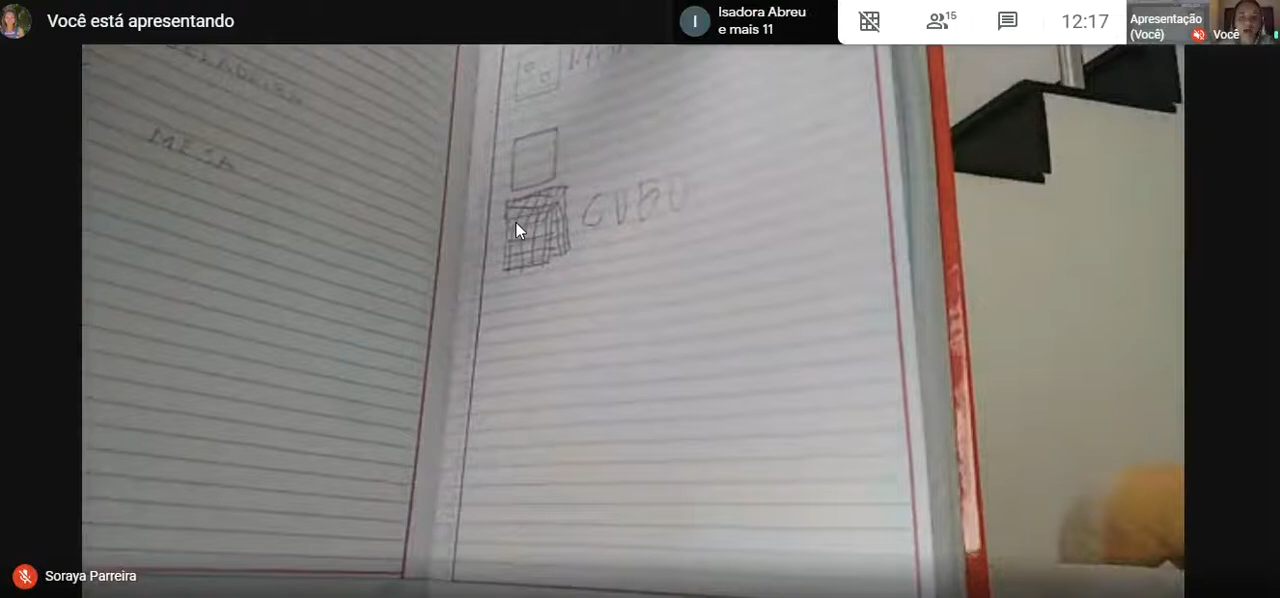 Você está apresentando
Isadora Abreu
e mais 11
15
12:17
Apresentação
(Você)
Você
I
MESA
CUBO
Soraya Parreira